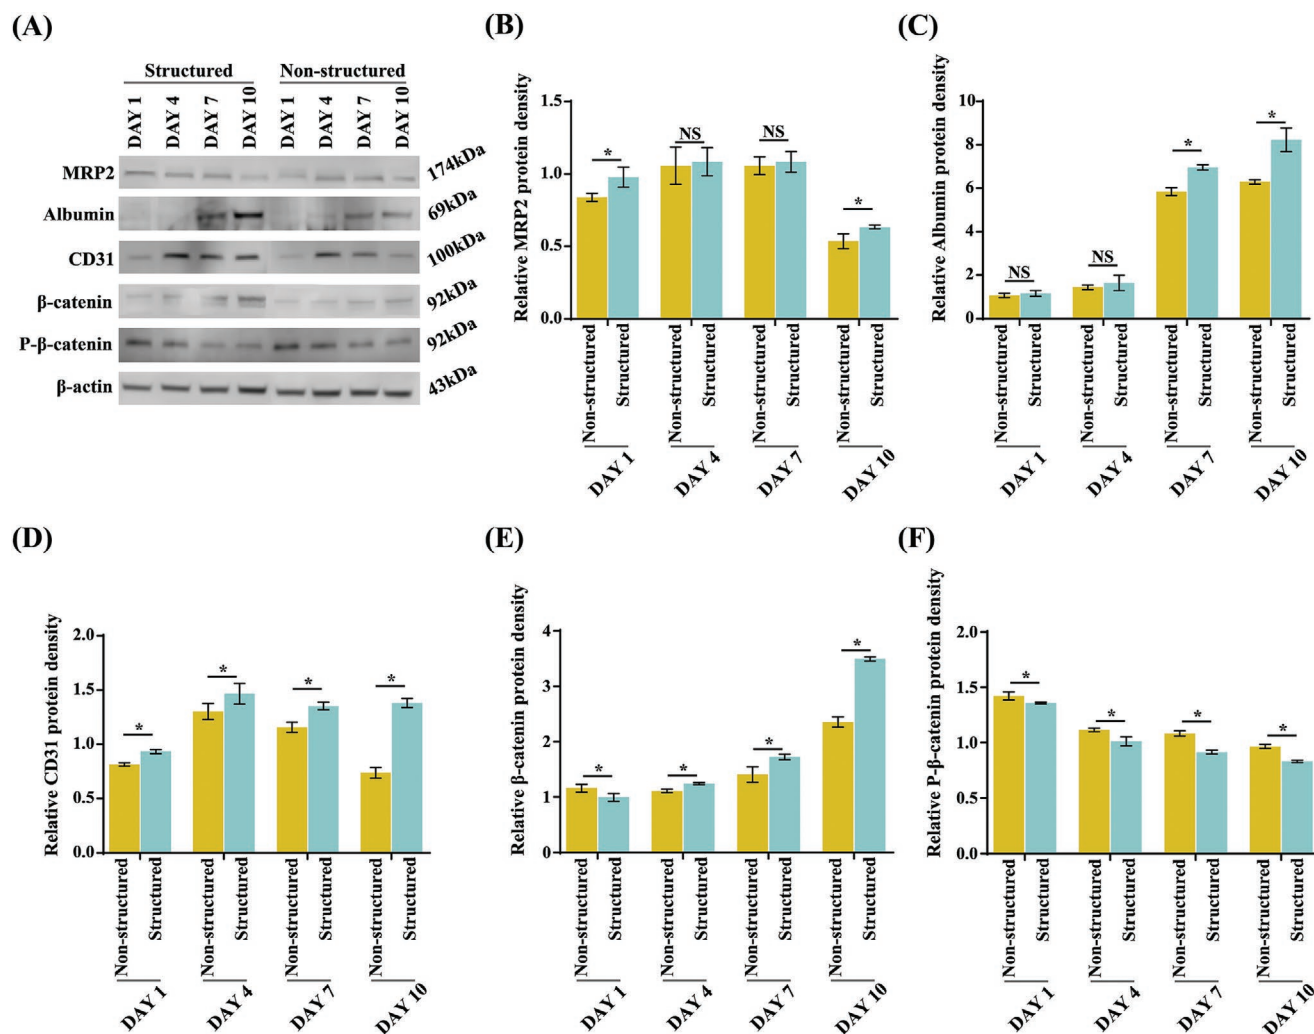 (A)
Structured Non-structured
DAY 1 DAY 4 DAY 7 DAY 10 DAY 1 DAY 4 DAY 7 DAY 10
MRP2 174kDa
Albumin 69kDa
CD31 100kDa
β-catenin 92kDa
P-β-catenin 92kDa
β-actin 43kDa
(B)
Relative MRP2 protein density
1.5
1.0
0.5
0.0
* NS NS *
Non-structured Structured Non-structured Structured Non-structured Structured Non-structured Structured
DAY 1 DAY 4 DAY 7 DAY 10
(C)
Relative Albumin protein density
10
8
6
4
2
0
NS NS * *
Non-structured Structured Non-structured Structured Non-structured Structured Non-structured Structured
DAY 1 DAY 4 DAY 7 DAY 10
(D)
Relative CD31 protein density
2.0
1.5
1.0
0.5
0.0
* * * *
Non-structured Structured Non-structured Structured Non-structured Structured Non-structured Structured
DAY 1 DAY 4 DAY 7 DAY 10
(E)
Relative β-catenin protein density
4
3
2
1
0
* * * *
Non-structured Structured Non-structured Structured Non-structured Structured Non-structured Structured
DAY 1 DAY 4 DAY 7 DAY 10
(F)
Relative P-β-catenin protein density
2.0
1.5
1.0
0.5
0.0
* * * *
Non-structured Structured Non-structured Structured Non-structured Structured Non-structured Structured
DAY 1 DAY 4 DAY 7 DAY 10